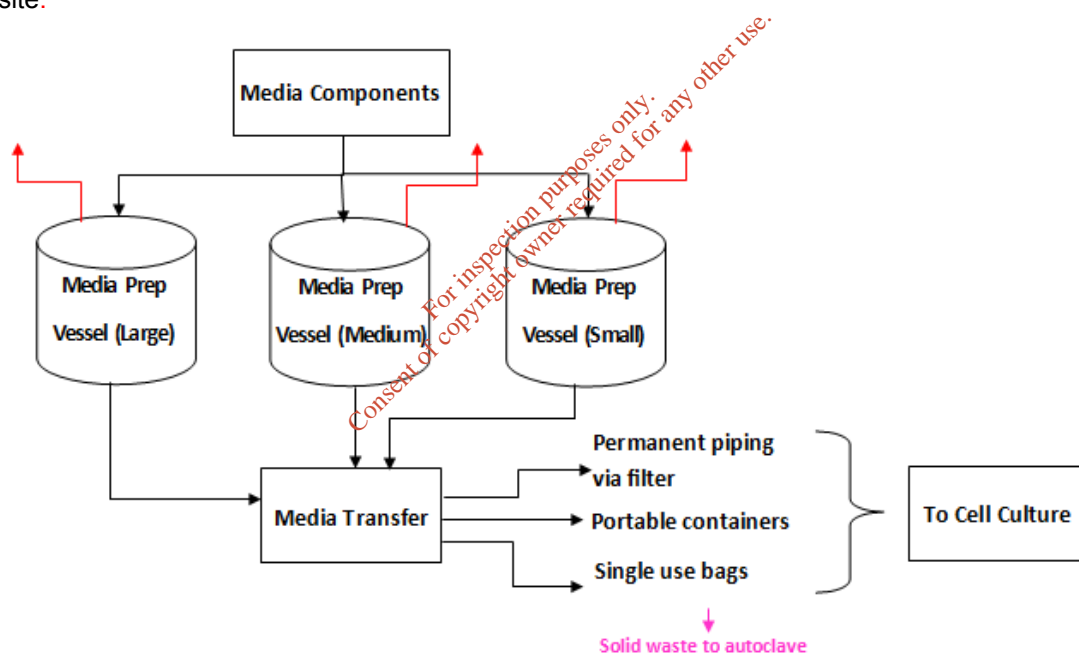 site.
Media Components
For inspection purposes only.
Consent of copyright owner required for any other use.
Media Prep
Vessel (Large)
Media Prep
Vessel (Medium)
Media Prep
Vessel (Small)
Media Transfer
Permanent piping
via filter
Portable containers
Single use bags
To Cell Culture
Solid waste to autoclave